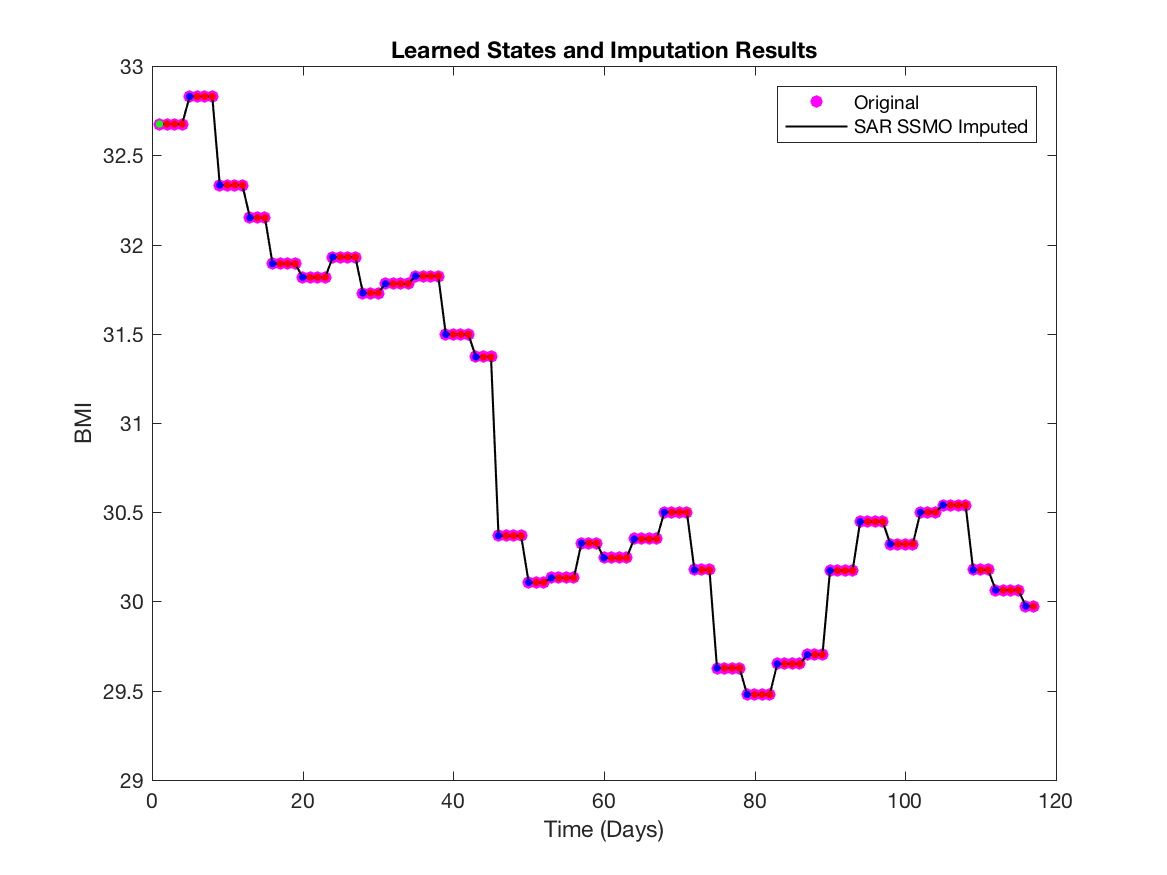 Learned States and Imputation Results
33
32.5
32
31.5
31
30.5
30
29.5
29
BMI
Original
SAR SSMO Imputed
0 20 40 60 80 100 120
Time (Days)